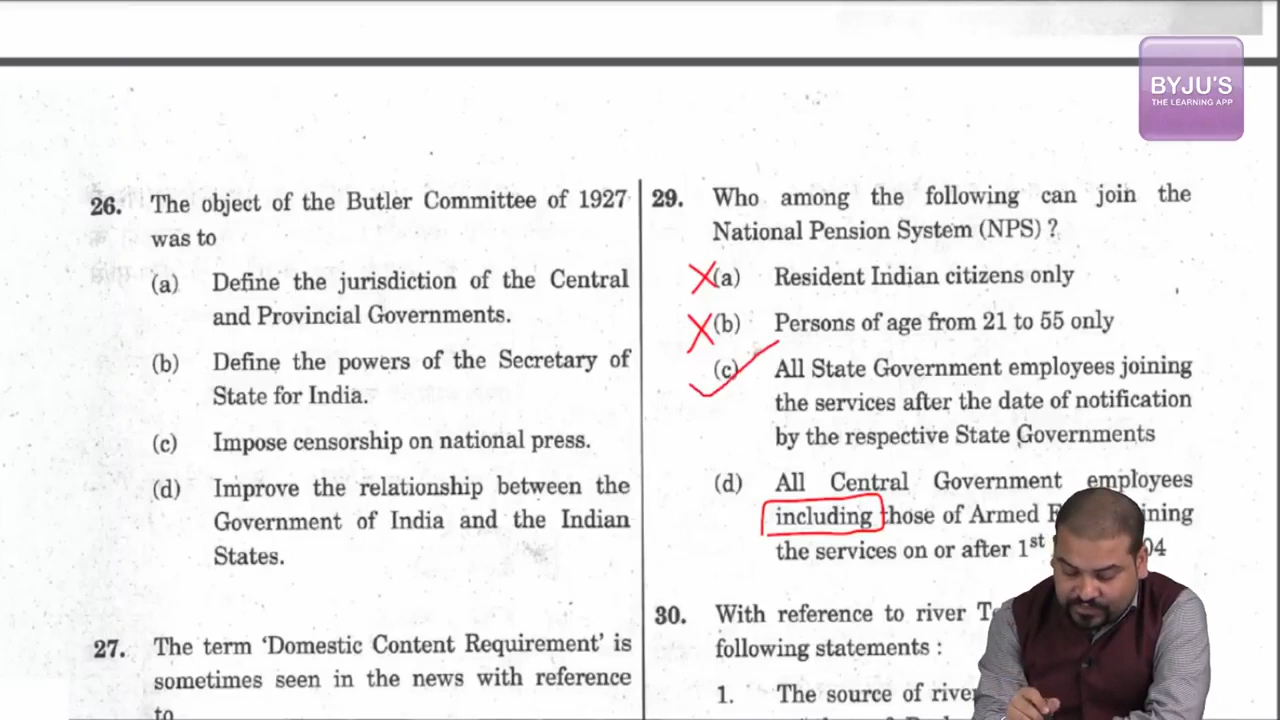 BYJU'S
THE LEARNING APP
26. The object of the Butler Committee of 1927
was to
(a) Define the jurisdiction of the Central
and Provincial Governments.
(b) Define the powers of the Secretary of
State for India.
(c) Impose censorship on national press.
(d) Improve the relationship between the
Government of India and the Indian
States.
27. The term 'Domestic Content Requirement' is
sometimes seen in the news with reference
to
29. Who among the following can join the
National Pension System (NPS) ?
(a) Resident Indian citizens only
(b) Persons of age from 21 to 55 only
(c) All State Government employees joining
the services after the date of notification
by the respective State Governments
(d) All Central Government employees
including those of Armed
the services on or after 1st
30. With reference to river
following statements :
1. The source of